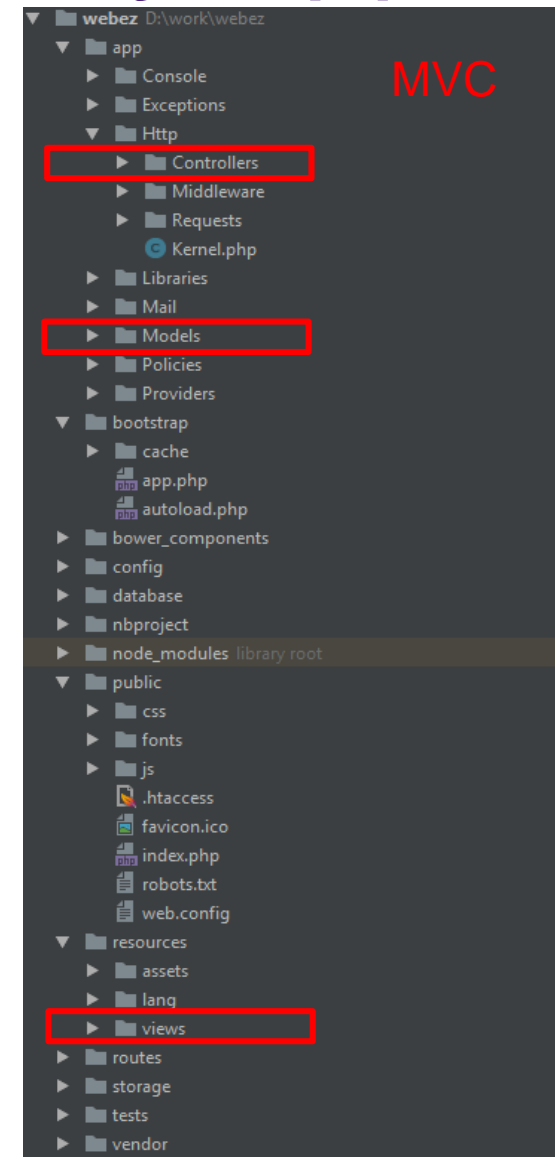 webez D:\work\webez
app
MVC
Console
Exceptions
Http
Controllers
Middleware
Requests
Kernel.php
Libraries
Mail
Models
Policies
Providers
bootstrap
cache
app.php
autoload.php
bower_components
config
database
nbproject
node_modules library root
public
css
fonts
js
.htaccess
favicon.ico
index.php
robots.txt
web.config
resources
assets
lang
views
routes
storage
tests
vendor